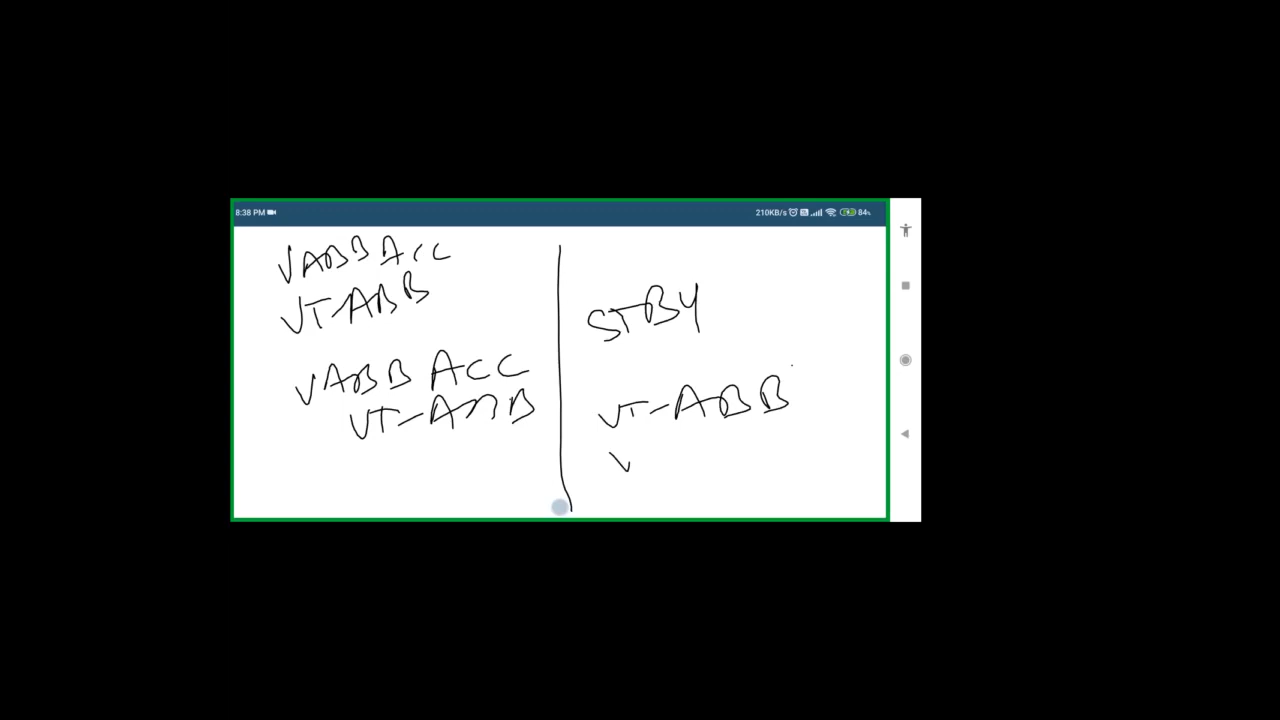 8:38 PM
210KB/s 84%
VABB ACC
VT-ABB
VABB ACC
VT-ABB
STBY
VT-ABB
V